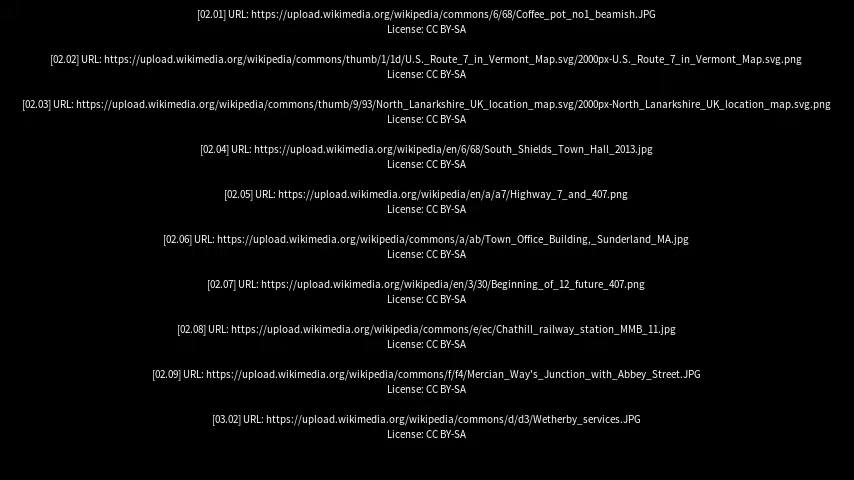 [02.01] URL: https://upload.wikimedia.org/wikipedia/commons/6/68/Coffee_pot_no1_beamish.JPG
License: CC BY-SA
[02.02] URL: https://upload.wikimedia.org/wikipedia/commons/thumb/1/1d/U.S._Route_7_in_Vermont_Map.svg/2000px-U.S._Route_7_in_Vermont_Map.svg.png
License: CC BY-SA
[02.03] URL: https://upload.wikimedia.org/wikipedia/commons/thumb/9/93/North_Lanarkshire_UK_location_map.svg/2000px-North_Lanarkshire_UK_location_map.svg.png
License: CC BY-SA
[02.04] URL: https://upload.wikimedia.org/wikipedia/en/6/68/South_Shields_Town_Hall_2013.jpg
License: CC BY-SA
[02.05] URL: https://upload.wikimedia.org/wikipedia/en/a/a7/Highway_7_and_407.png
License: CC BY-SA
[02.06] URL: https://upload.wikimedia.org/wikipedia/commons/a/ab/Town_Office_Building,_Sunderland_MA.jpg
License: CC BY-SA
[02.07] URL: https://upload.wikimedia.org/wikipedia/en/3/30/Beginning_of_12_future_407.png
License: CC BY-SA
[02.08] URL: https://upload.wikimedia.org/wikipedia/commons/e/ec/Chathill_railway_station_MMB_11.jpg
License: CC BY-SA
[02.09] URL: https://upload.wikimedia.org/wikipedia/commons/f/f4/Mercian_Way's_Junction_with_Abbey_Street.JPG
License: CC BY-SA
[03.02] URL: https://upload.wikimedia.org/wikipedia/commons/d/d3/Wetherby_services.JPG
License: CC BY-SA